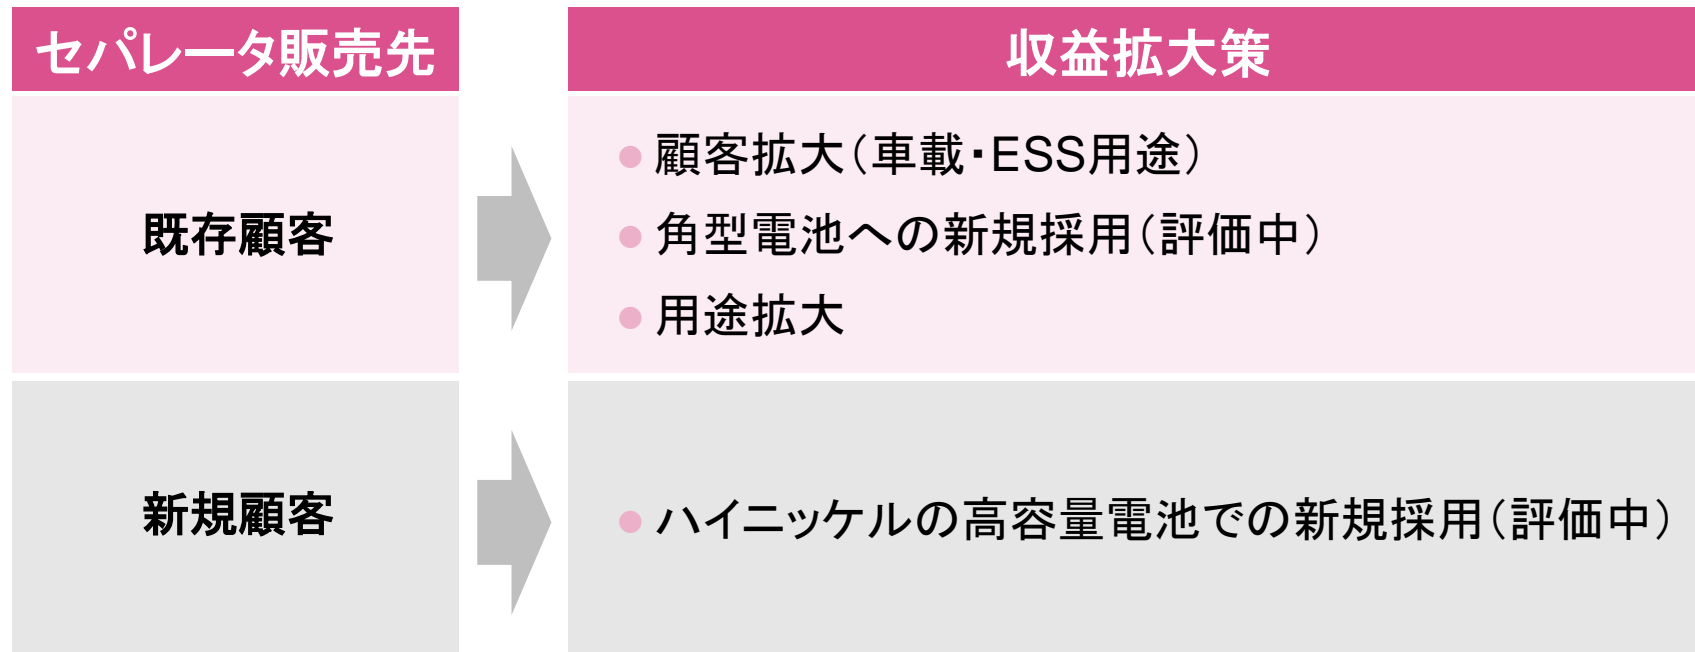 セパレータ販売先
収益拡大策
既存顧客
●顧客拡大（車載・ESS用途）
●角型電池への新規採用（評価中）
●用途拡大
新規顧客
●ハイニッケルの高容量電池での新規採用（評価中）